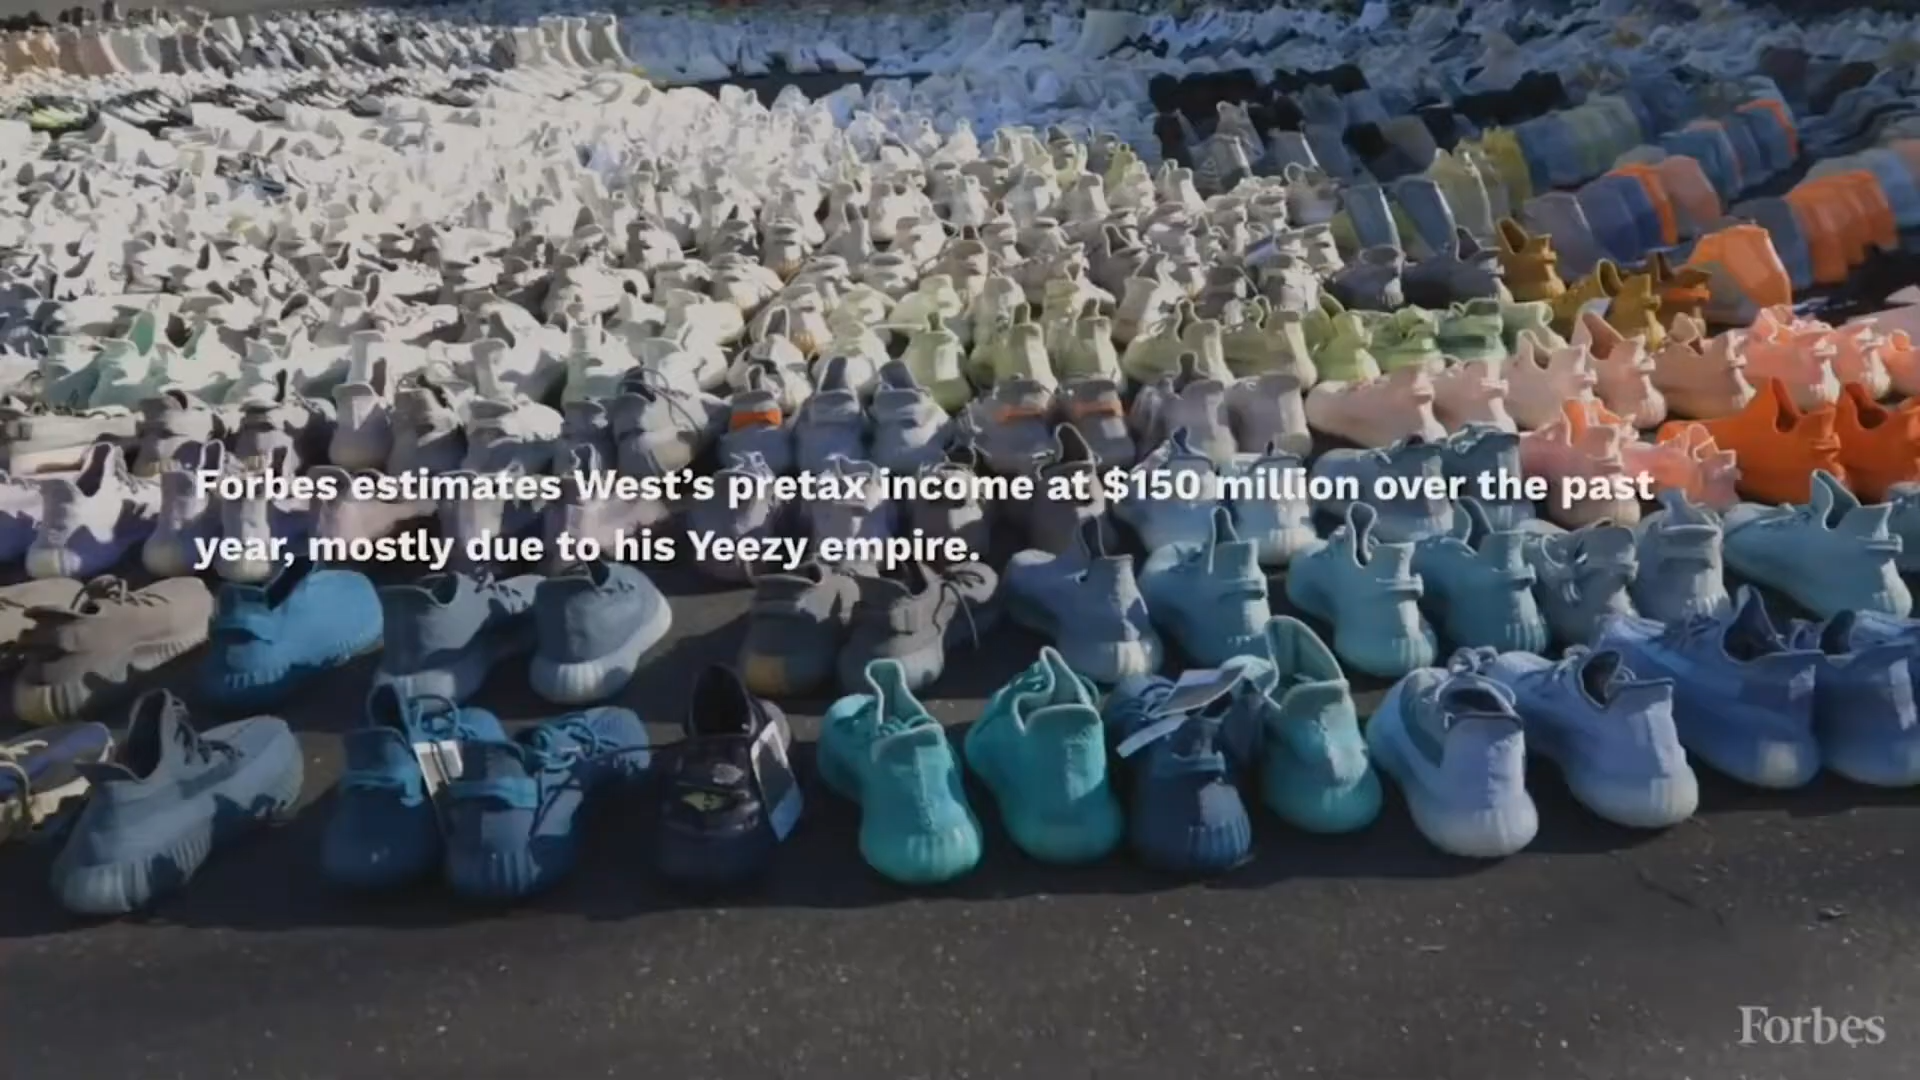 Forbes estimates West’s pretax income at $150 million over the past
year, mostly due to his Yeezy empire.
Forbes